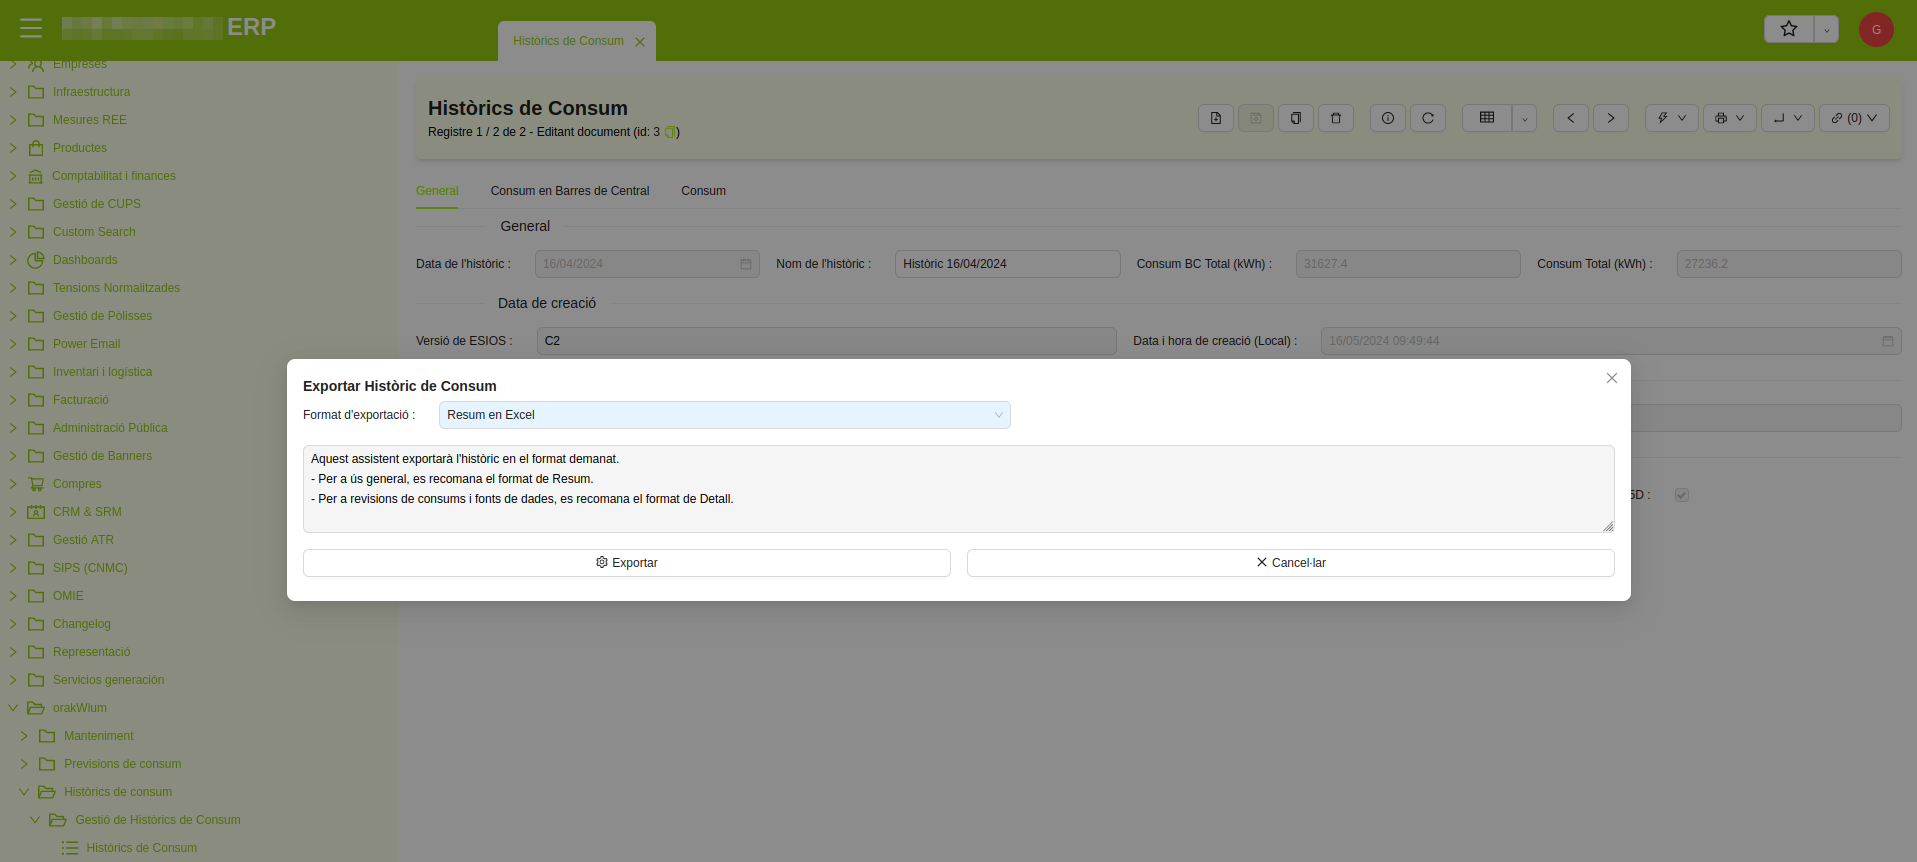 ERP
Històrics de Consum
G
Empreses
Infraestructura
Mesures REE
Productes
Comptabilitat i finances
Gestió de CUPS
Custom Search
Dashboards
Tensions Normalitzades
Gestió de Pòlisses
Power Email
Inventari i logística
Facturació
Administració Pública
Gestió de Banners
Compres
CRM & SRM
Gestió ATR
SIPS (CNMC)
OMIE
Changelog
Representació
Servicios generación
orakWlum
Manteniment
Previsions de consum
Històrics de consum
Gestió de Històrics de Consum
Històrics de Consum
Històrics de Consum
Registre 1 / 2 de 2 - Editant document (id: 3 )
(0)
General Consum en Barres de Central Consum
General
Data de l'històric : 16/04/2024 Nom de l'històric : Històric 16/04/2024 Consum BC Total (kWh) : 31627.4 Consum Total (kWh) : 27236.2
Data de creació
Versió de ESIOS : C2 Data i hora de creació (Local) : 16/05/2024 09:49:44
5D :
Exportar Històric de Consum
Format d'exportació : Resum en Excel
Aquest assistent exportarà l'històric en el format demanat.
- Per a ús general, es recomana el format de Resum.
- Per a revisions de consums i fonts de dades, es recomana el format de Detall.
Exportar Cancel·lar